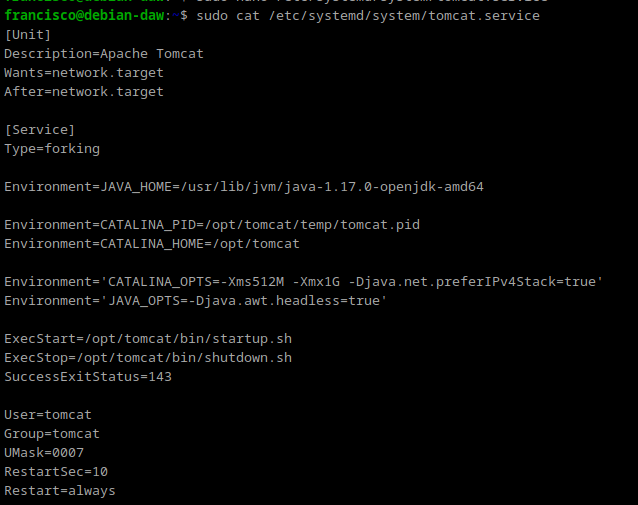 francisco@debian-daw:~$ sudo cat /etc/systemd/system/tomcat.service
[Unit]
Description=Apache Tomcat
Wants=network.target
After=network.target
[Service]
Type=forking
Environment=JAVA_HOME=/usr/lib/jvm/java-1.17.0-openjdk-amd64
Environment=CATALINA_PID=/opt/tomcat/temp/tomcat.pid
Environment=CATALINA_HOME=/opt/tomcat
Environment='CATALINA_OPTS=-Xms512M -Xmx1G -Djava.net.preferIPv4Stack=true'
Environment='JAVA_OPTS=-Djava.awt.headless=true'
ExecStart=/opt/tomcat/bin/startup.sh
ExecStop=/opt/tomcat/bin/shutdown.sh
SuccessExitStatus=143
User=tomcat
Group=tomcat
UMask=0007
RestartSec=10
Restart=always